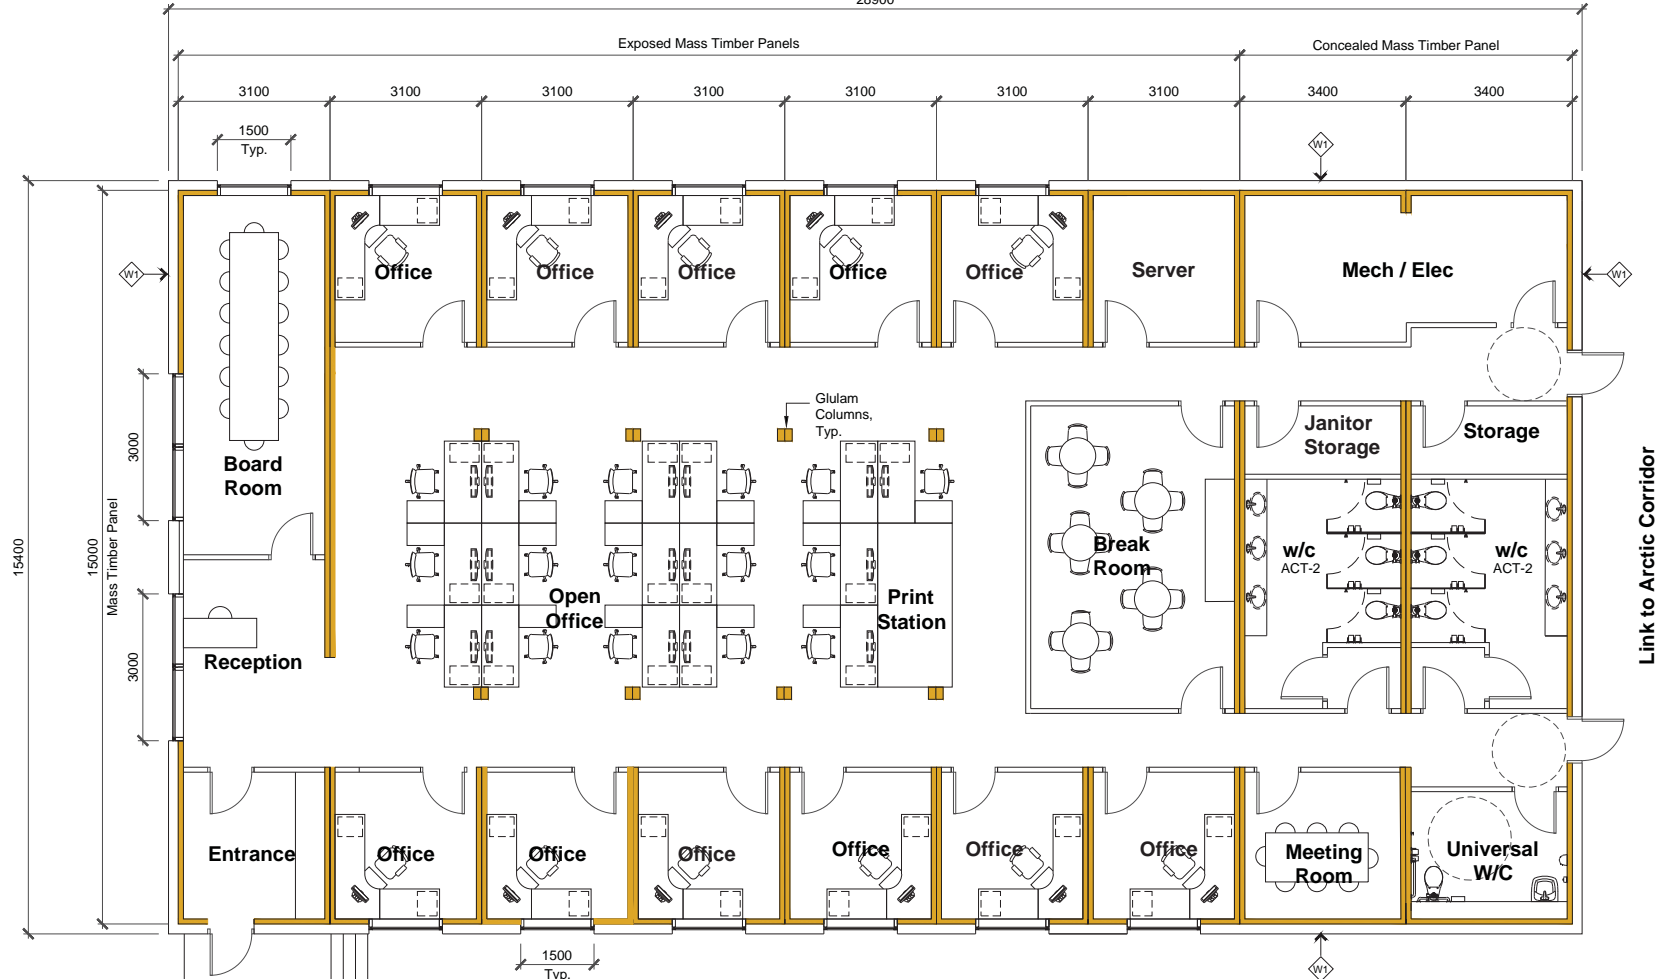 28900
Exposed Mass Timber Panels
Concealed Mass Timber Panel
3100
3100
3100
3100
3100
3100
3100
3400
3400
1500
Typ.
W1
W1
W1
Office
Office
Office
Office
Office
Server
Mech / Elec
Glulam
Columns,
Typ.
Janitor
Storage
Storage
Board
Room
3000
15400
15000
Mass Timber Panel
Break
Room
w/c
ACT-2
w/c
ACT-2
Link to Arctic Corridor
Open
Office
Print
Station
Reception
3000
Entrance
Office
Office
Office
Office
Office
Office
Meeting
Room
Universal
W/C
1500
Typ.
W1